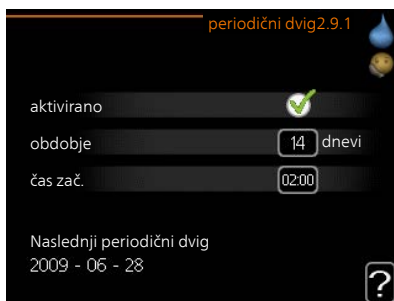 periodični dvig2.9.1
aktivirano
obdobje 14 dnevi
čas zač. 02:00
Naslednji periodični dvig
2009 - 06 - 28
?